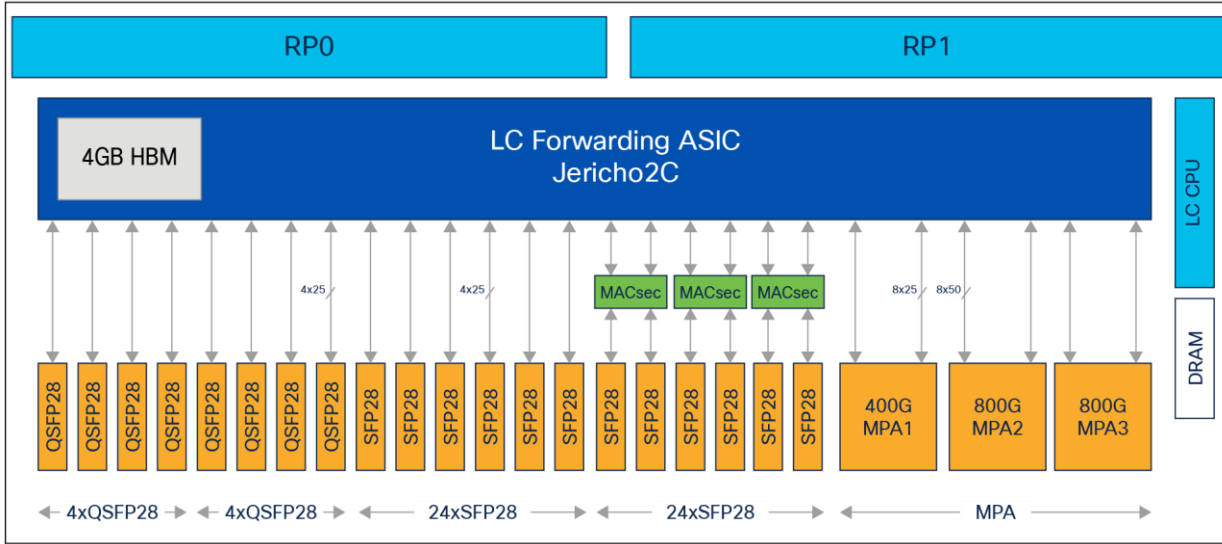 RP0
RP1
4GB HBM
LC Forwarding ASIC
Jericho2C
LC CPU
DRAM
4x25
4x25
MACsec
MACsec
MACsec
8x25
8x50
QSFP28
QSFP28
QSFP28
QSFP28
QSFP28
QSFP28
QSFP28
QSFP28
SFP28
SFP28
SFP28
SFP28
SFP28
SFP28
SFP28
SFP28
SFP28
SFP28
SFP28
SFP28
400G
MPA1
800G
MPA2
800G
MPA3
4xQSFP28
4xQSFP28
24xSFP28
24xSFP28
MPA